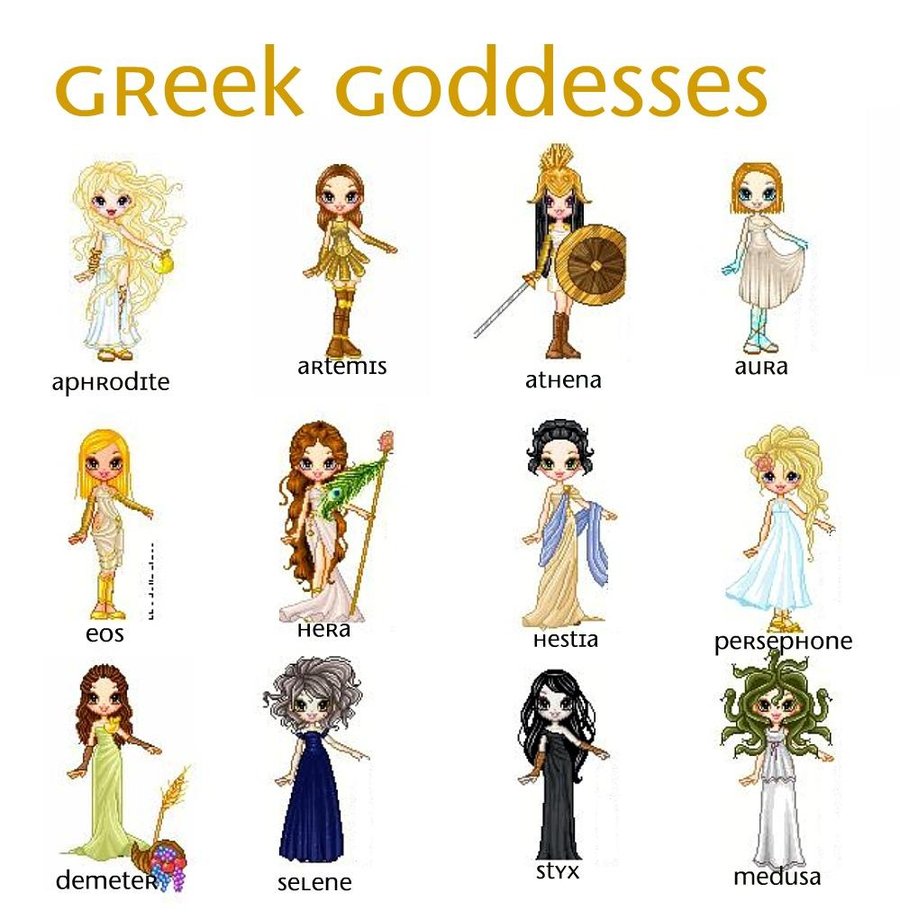 GReek Goddesses
apHRodIte
aRtemIs
atHena
auRa
eos
HeRa
HestIa
peRsepHone
demeteR
seLene
styx
medusa